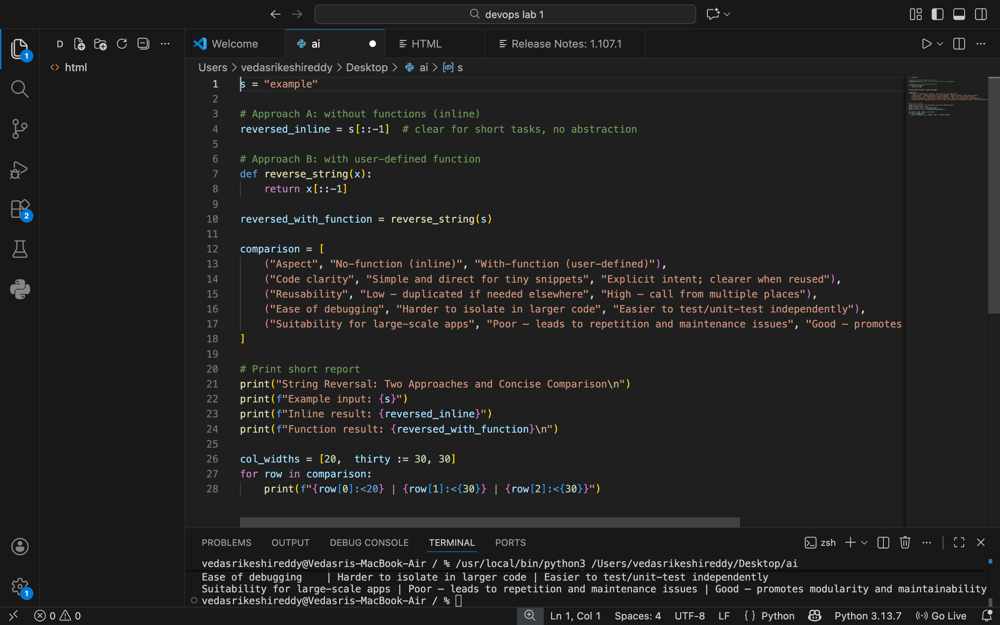 devops lab 1
D
Welcome
ai
HTML
Release Notes: 1.107.1
html
Users > vedasrikeshireddy > Desktop > ai > s
1 s = "example"
2
3 # Approach A: without functions (inline)
4 reversed_inline = s[::-1]  # clear for short tasks, no abstraction
5
6 # Approach B: with user-defined function
7 def reverse_string(x):
8     return x[::-1]
9
10 reversed_with_function = reverse_string(s)
11
12 comparison = [
13     ("Aspect", "No-function (inline)", "With-function (user-defined)"),
14     ("Code clarity", "Simple and direct for tiny snippets", "Explicit intent; clearer when reused"),
15     ("Reusability", "Low — duplicated if needed elsewhere", "High — call from multiple places"),
16     ("Ease of debugging", "Harder to isolate in larger code", "Easier to test/unit-test independently"),
17     ("Suitability for large-scale apps", "Poor — leads to repetition and maintenance issues", "Good — promotes
18 ]
19
20 # Print short report
21 print("String Reversal: Two Approaches and Concise Comparison\n")
22 print(f"Example input: {s}")
23 print(f"Inline result: {reversed_inline}")
24 print(f"Function result: {reversed_with_function}\n")
25
26 col_widths = [20,  thirty := 30, 30]
27 for row in comparison:
28     print(f"{row[0]:<20} | {row[1]:<{30}} | {row[2]:<{30}}")
1
2
1
PROBLEMS
OUTPUT
DEBUG CONSOLE
TERMINAL
PORTS
zsh
vedasrikeshireddy@Vedasris-MacBook-Air / % /usr/local/bin/python3 /Users/vedasrikeshireddy/Desktop/ai
Ease of debugging    | Harder to isolate in larger code | Easier to test/unit-test independently
Suitability for large-scale apps | Poor — leads to repetition and maintenance issues | Good — promotes modularity and maintainability
vedasrikeshireddy@Vedasris-MacBook-Air / %
0 0
Ln 1, Col 1
Spaces: 4
UTF-8
LF
{ } Python
Python 3.13.7
Go Live